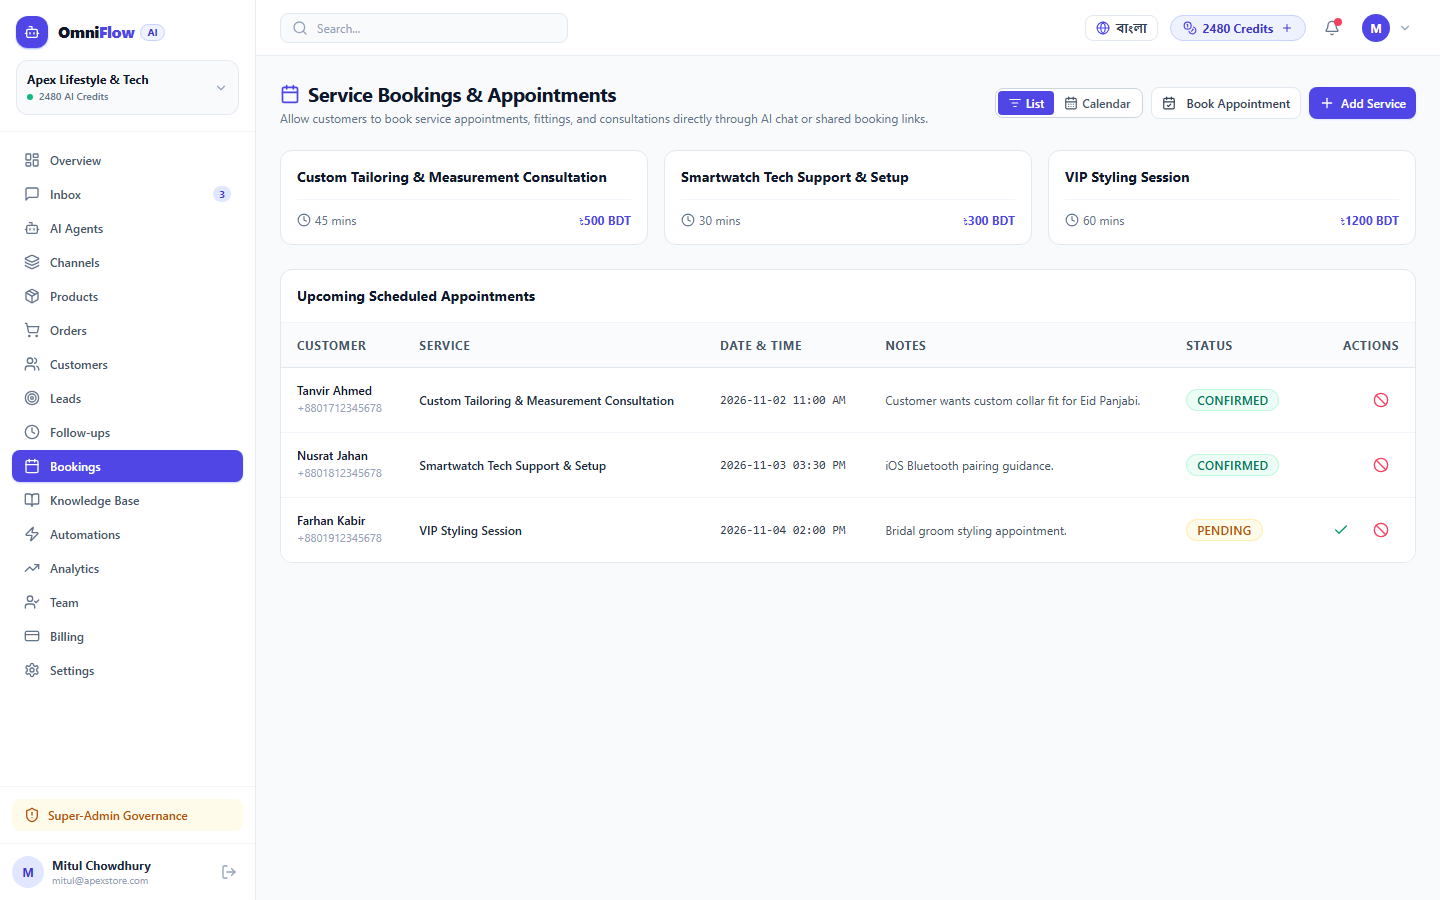 OmniFlow AI
Apex Lifestyle & Tech
2480 AI Credits
Overview
Inbox 3
AI Agents
Channels
Products
Orders
Customers
Leads
Follow-ups
Bookings
Knowledge Base
Automations
Analytics
Team
Billing
Settings
Super-Admin Governance
M
Mitul Chowdhury
mitul@apexstore.com
Search...
বাংলা
2480 Credits +
M
Service Bookings & Appointments
Allow customers to book service appointments, fittings, and consultations directly through AI chat or shared booking links.
List
Calendar
Book Appointment
+ Add Service
Custom Tailoring & Measurement Consultation
45 mins ৳500 BDT
Smartwatch Tech Support & Setup
30 mins ৳300 BDT
VIP Styling Session
60 mins ৳1200 BDT
Upcoming Scheduled Appointments
CUSTOMER SERVICE DATE & TIME NOTES STATUS ACTIONS
Tanvir Ahmed
+8801712345678
Custom Tailoring & Measurement Consultation 2026-11-02 11:00 AM Customer wants custom collar fit for Eid Panjabi. CONFIRMED
Nusrat Jahan
+8801812345678
Smartwatch Tech Support & Setup 2026-11-03 03:30 PM iOS Bluetooth pairing guidance. CONFIRMED
Farhan Kabir
+8801912345678
VIP Styling Session 2026-11-04 02:00 PM Bridal groom styling appointment. PENDING